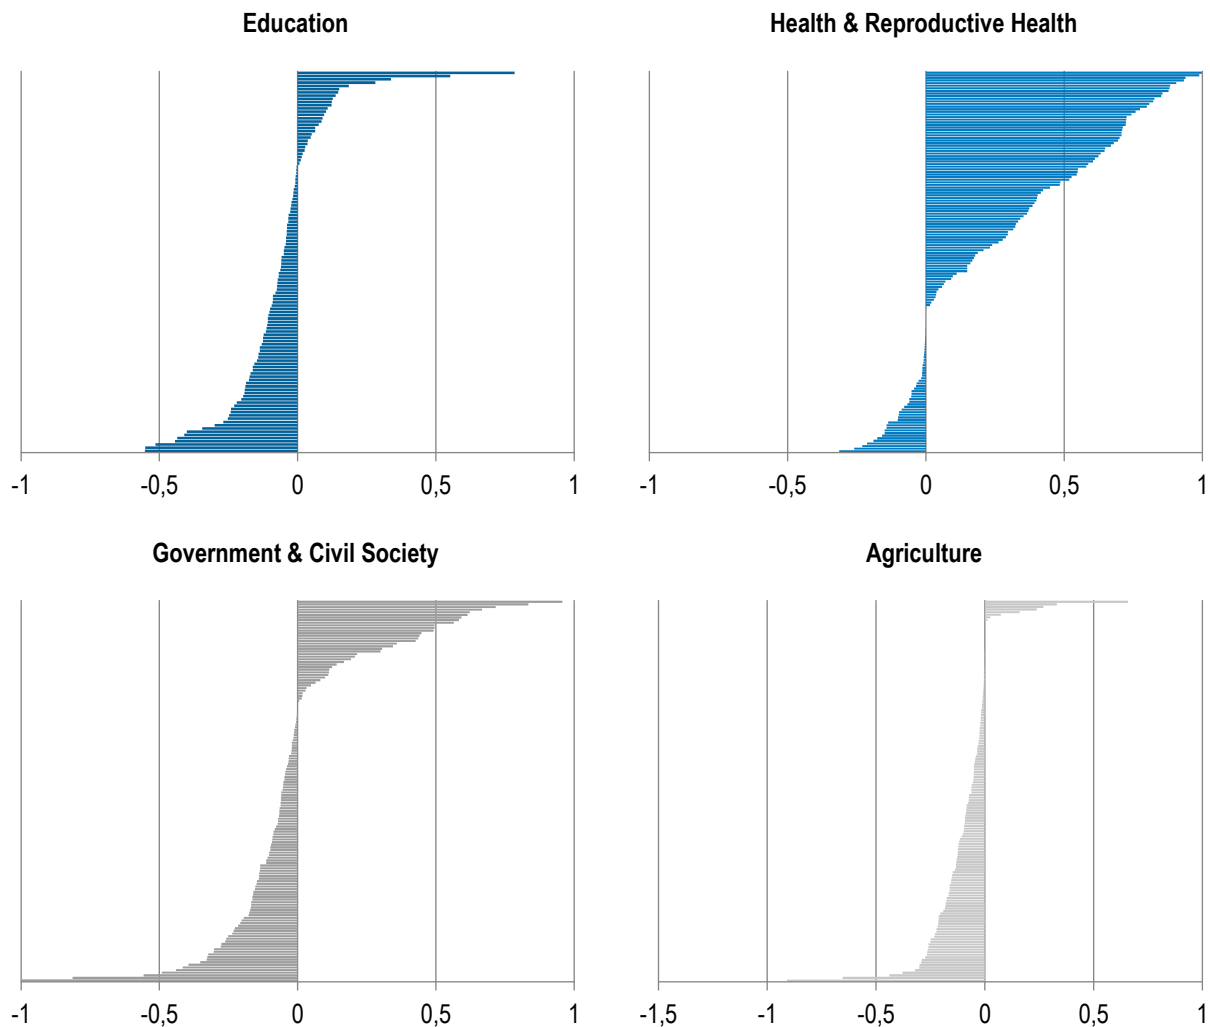 Education
-1 -0,5 0 0,5 1
Health & Reproductive Health
-1 -0,5 0 0,5 1
Government & Civil Society
-1 -0,5 0 0,5 1
Agriculture
-1,5 -1 -0,5 0 0,5 1